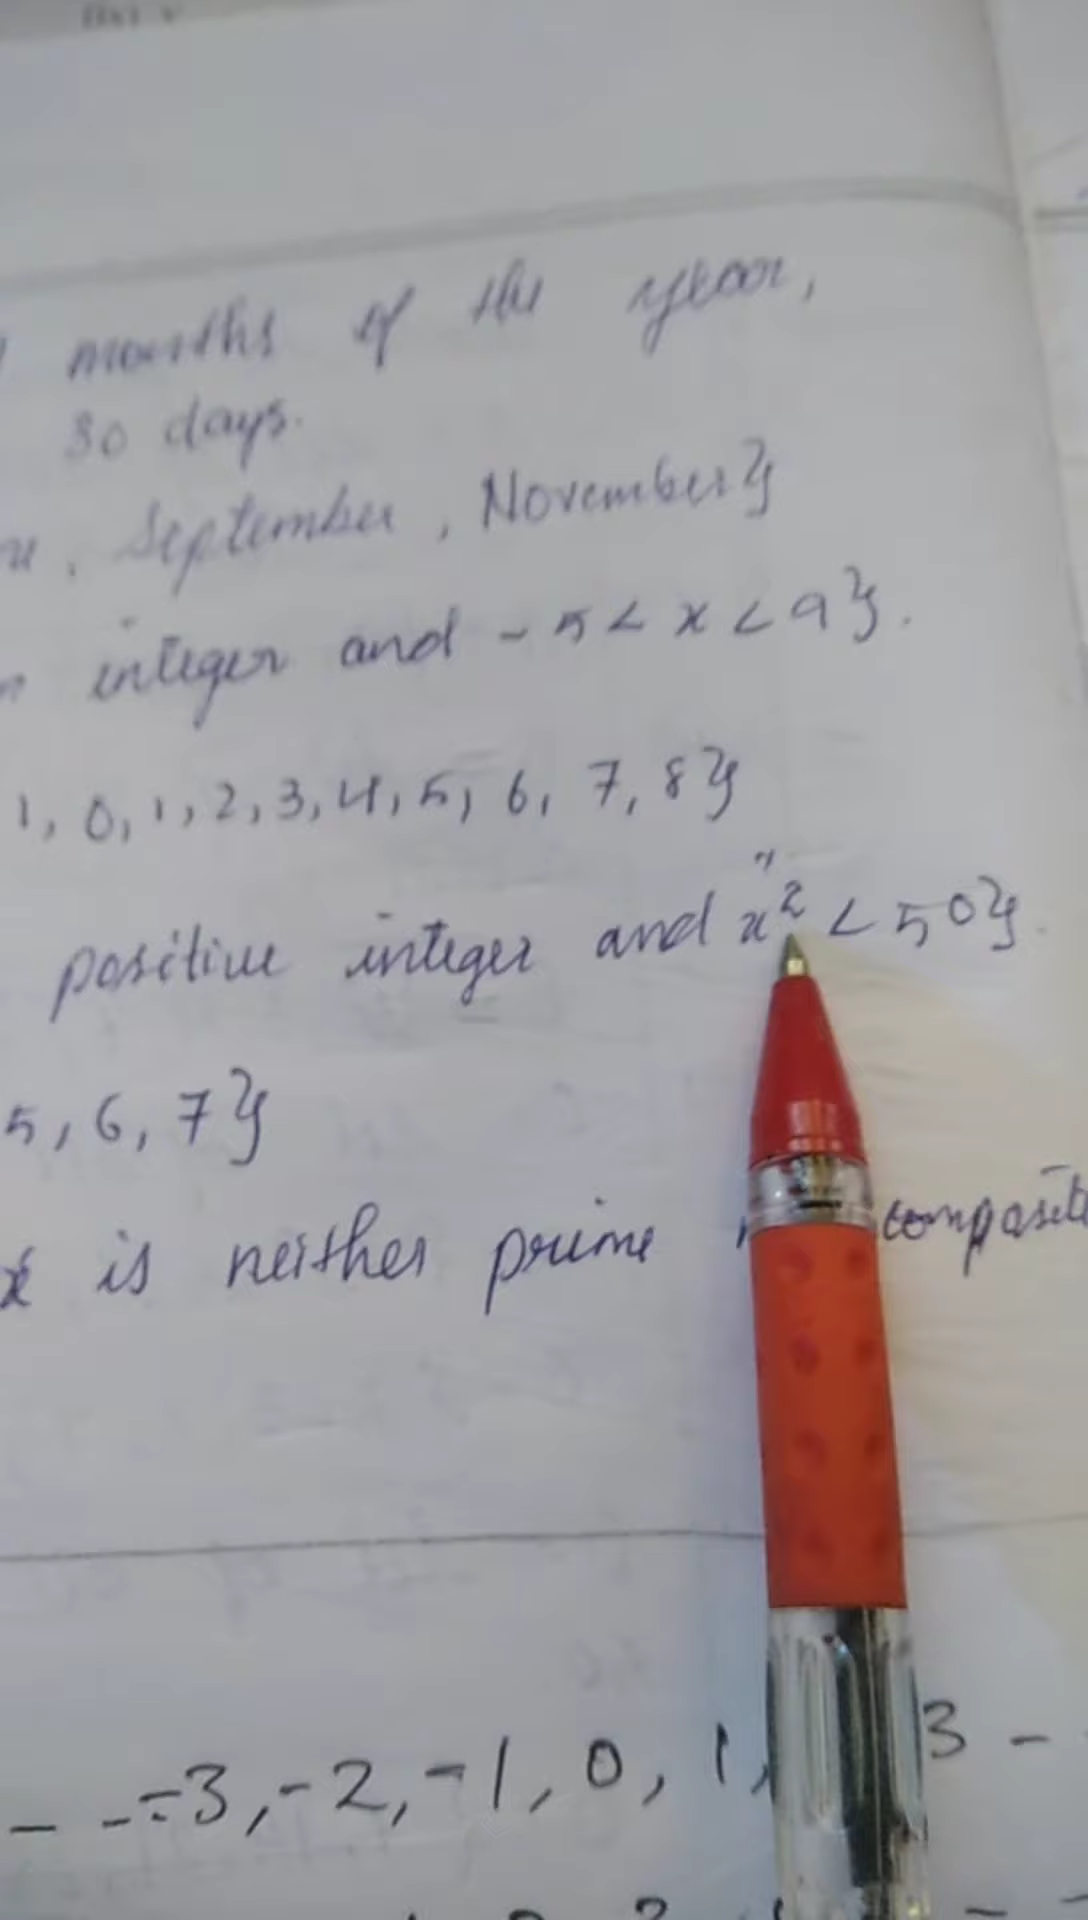 months of the year,
30 days.
, September, November}
integer and -5 < x < 9}.
1, 0, 1, 2, 3, 4, 5, 6, 7, 8}
positive integer and x² < 50}.
5, 6, 7}
x is neither prime composite
- - -3, -2, -1, 0, 1, 3 -